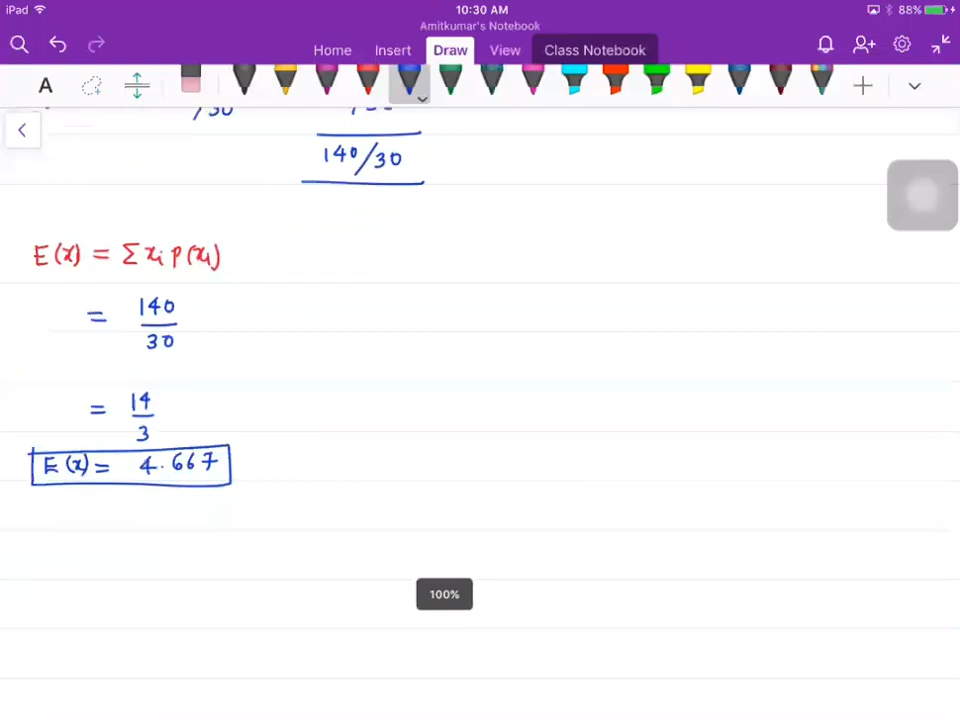 iPad 10:30 AM 88%
Amitkumar's Notebook
Home Insert Draw View Class Notebook
A
/30
140/30
E(x) = Σ xi p(xi)
= 140/30
= 14/3
E(x) = 4.667
100%